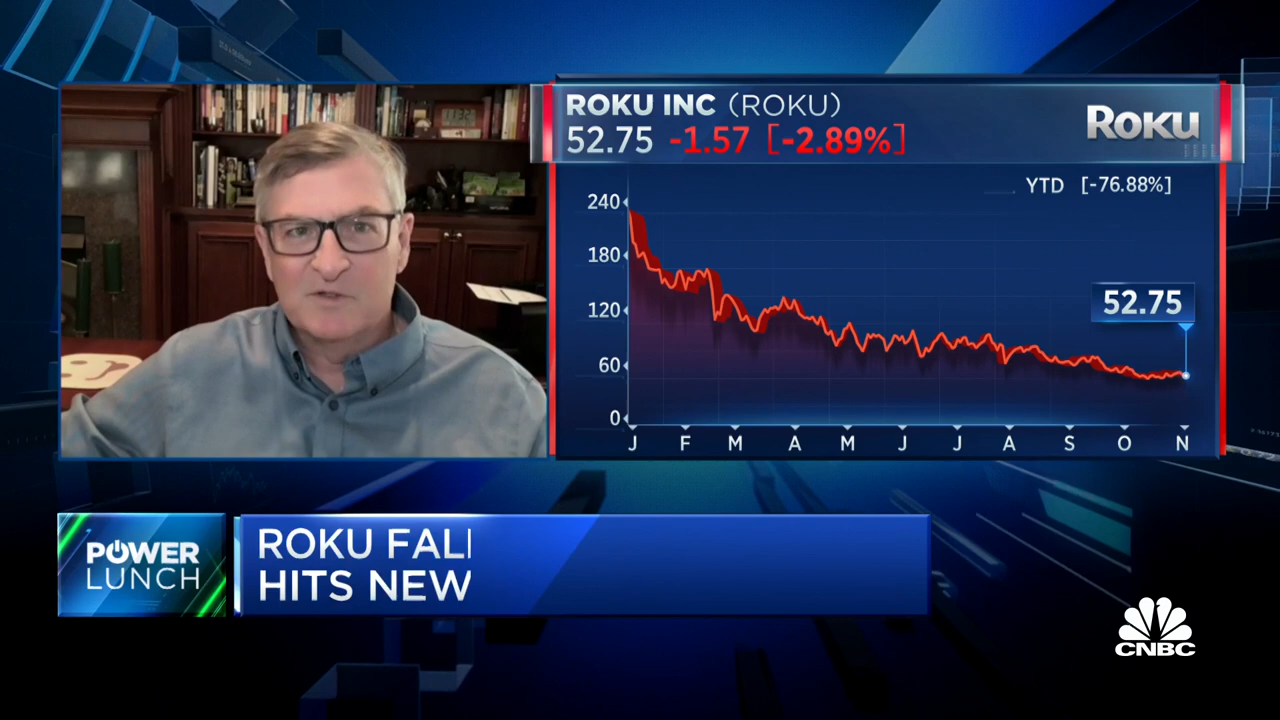 ROKU INC (ROKU)
52.75 -1.57 [-2.89%]
ROKU
YTD [-76.88%]
240
180
120
60
0
52.75
J F M A M J J A S O N
POWER
LUNCH
ROKU FAL
HITS NEW
CNBC